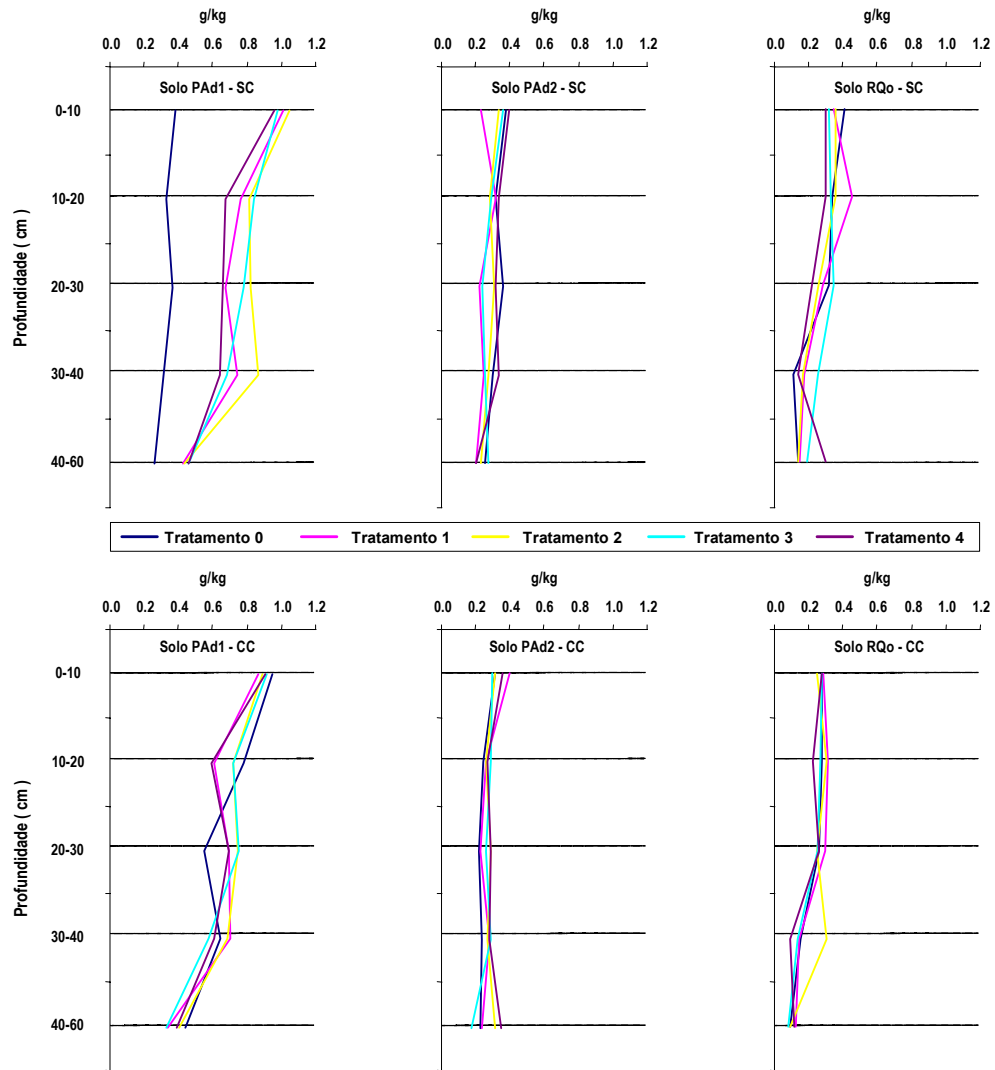 g/kg g/kg g/kg
0.0 0.2 0.4 0.6 0.8 1.0 1.2 0.0 0.2 0.4 0.6 0.8 1.0 1.2 0.0 0.2 0.4 0.6 0.8 1.0 1.2
Solo PAd1 - SC Solo PAd2 - SC Solo RQo - SC
0-10
10-20
20-30
30-40
40-60
Profundidade ( cm )
Tratamento 0 Tratamento 1 Tratamento 2 Tratamento 3 Tratamento 4
g/kg g/kg g/kg
0.0 0.2 0.4 0.6 0.8 1.0 1.2 0.0 0.2 0.4 0.6 0.8 1.0 1.2 0.0 0.2 0.4 0.6 0.8 1.0 1.2
Solo PAd1 - CC Solo PAd2 - CC Solo RQo - CC
0-10
10-20
20-30
30-40
40-60
Profundidade ( cm )